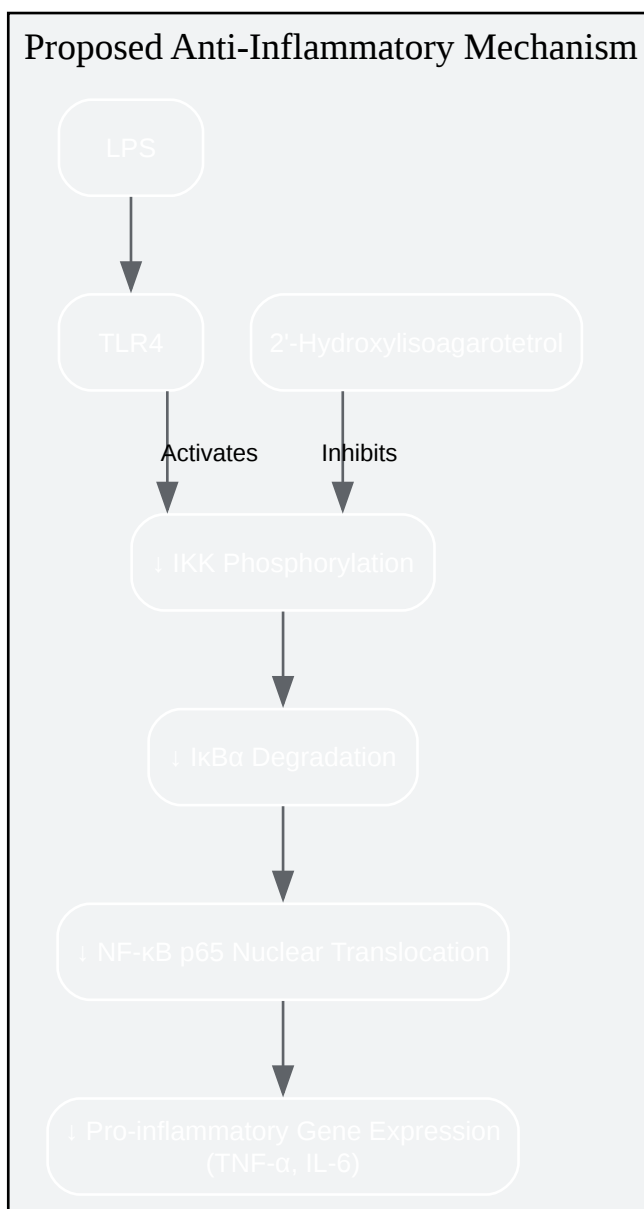 Proposed Anti-Inflammatory Mechanism
LPS
TLR4
2'-Hydroxylisoagarotetrol
Activates
Inhibits
↓ IKK Phosphorylation
↓ IκBα Degradation
↓ NF-κB p65 Nuclear Translocation
↓ Pro-inflammatory Gene Expression
(TNF-α, IL-6)